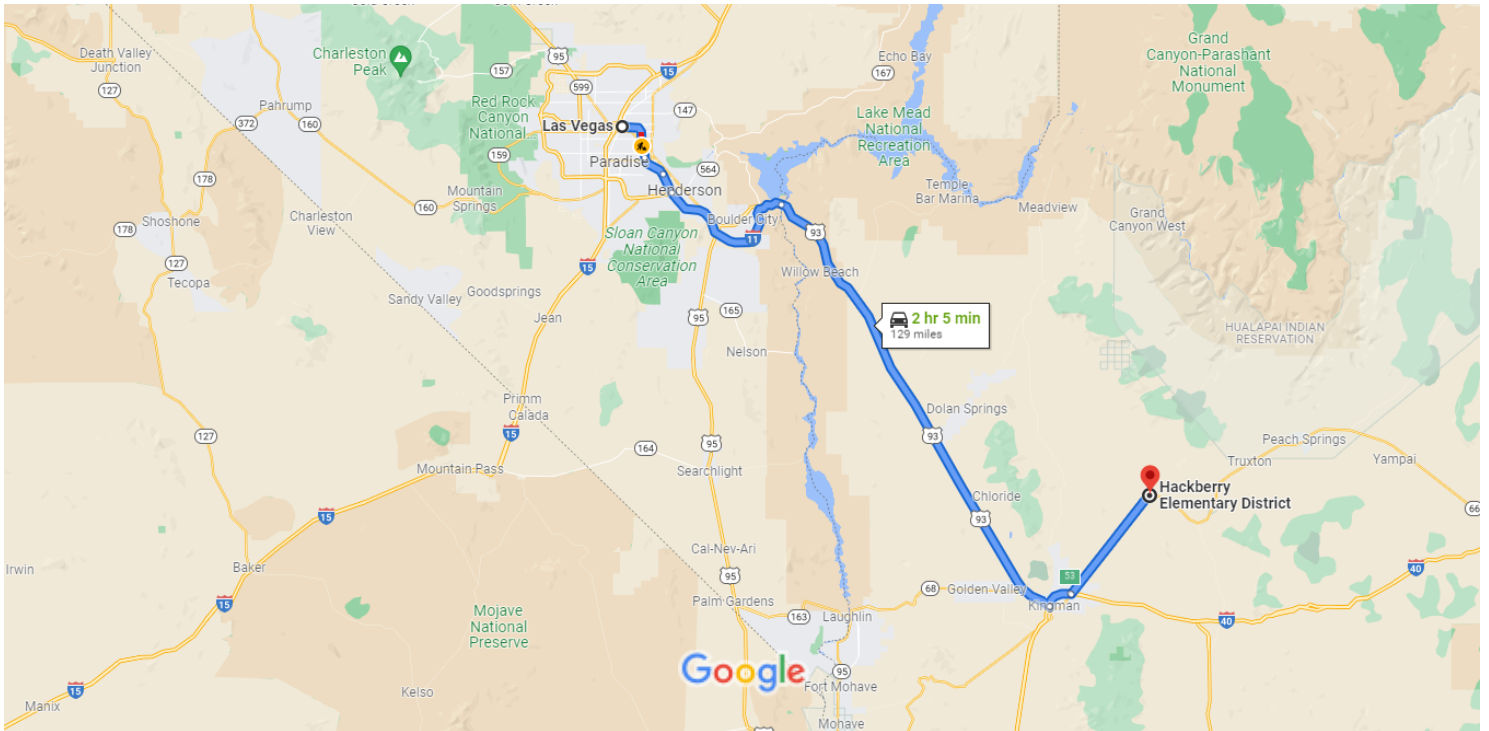 Death Valley
Junction
127
Charleston
Peak
157
95
599
15
Echo Bay
167
Grand
Canyon-Parashant
National
Monument
Pahrump
372
160
Red Rock
Canyon
National...
159
147
Las Vegas
Paradise
564
Henderson
Lake Mead
National
Recreation
Area
178
Mountain
Springs
160
Temple
Bar Marina
Meadview
Grand
Canyon West
Shoshone
178
127
Tecopa
Charleston
View
Boulder City
11
93
Sloan Canyon
National
Conservation
Area
15
Willow Beach
Sandy Valley
Goodsprings
Jean
95
165
Nelson
2 hr 5 min
129 miles
HUALAPAI INDIAN
RESERVATION
Primm
Calada
15
127
Mountain Pass
164
95
Searchlight
Dolan Springs
93
Peach Springs
Truxton
Yampai
Hackberry
Elementary District
66
Chloride
93
15
Irwin
Baker
15
Cal-Nev-Ari
95
Palm Gardens
163
Laughlin
68
Golden Valley
53
Kingman
40
40
Mojave
National
Preserve
Google
95
Fort Mohave
Mohave
Kelso
15
Manix